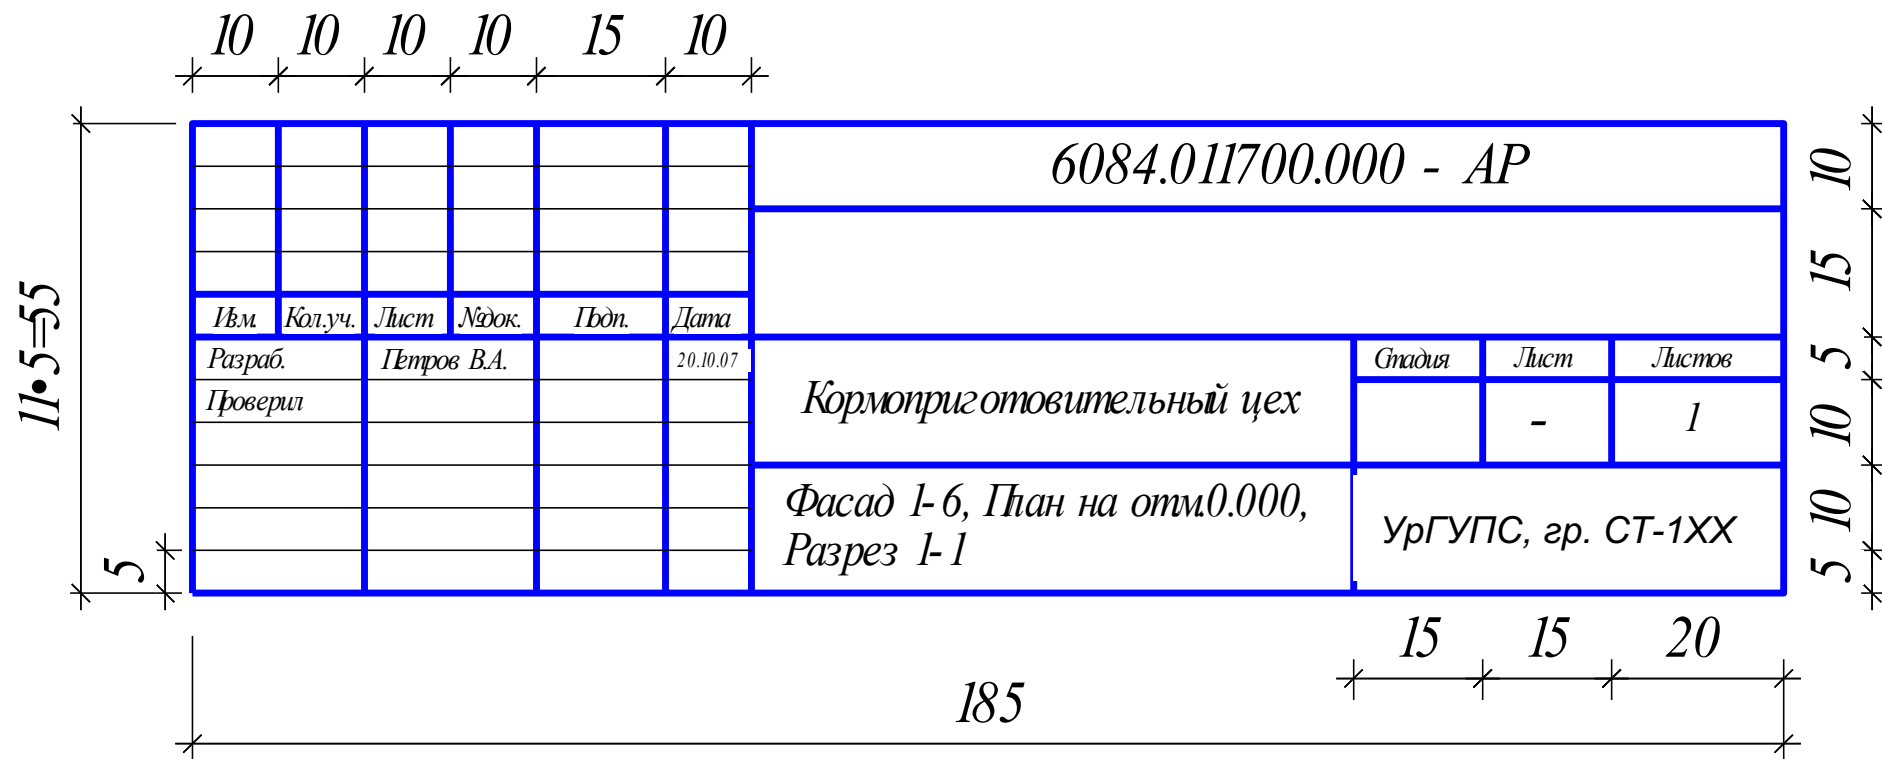 10 10 10 10 15 10
6084.011700.000 - АР
10
15
11•5=55
Изм. Кол.уч. Лист №док. Подп. Дата
Разраб. Петров В.А. 20.10.07
Стадия Лист Листов
5
Проверил
Кормоприготовительный цех
- 1
10
Фасад 1-6, План на отм.0.000,
Разрез 1-1
УрГУПС, гр. СТ-1ХХ
10
5
5
15 15 20
185